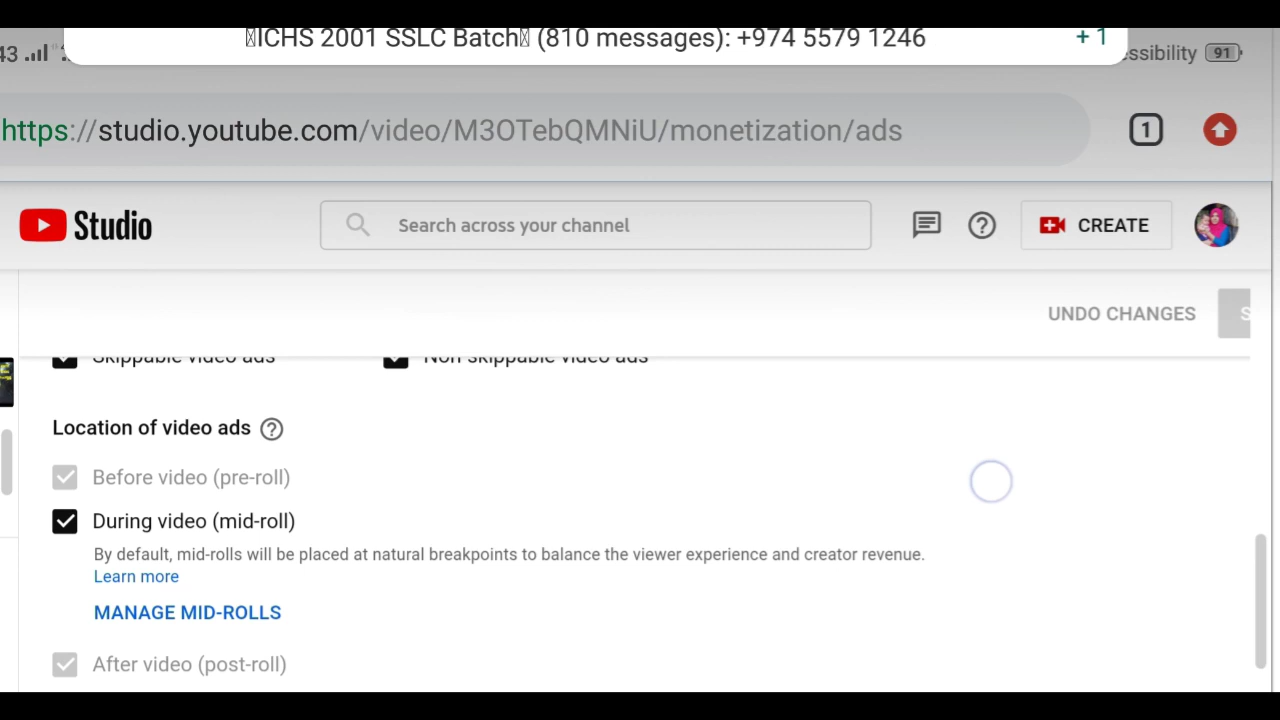 ICHS 2001 SSLC Batch (810 messages): +974 5579 1246 +1
43 ssibility 91
https://studio.youtube.com/video/M3OTebQMNiU/monetization/ads 1
Studio Search across your channel ? CREATE
UNDO CHANGES S
Skippable video ads Non skippable video ads
Location of video ads ?
Before video (pre-roll)
During video (mid-roll)
By default, mid-rolls will be placed at natural breakpoints to balance the viewer experience and creator revenue.
Learn more
MANAGE MID-ROLLS
After video (post-roll)